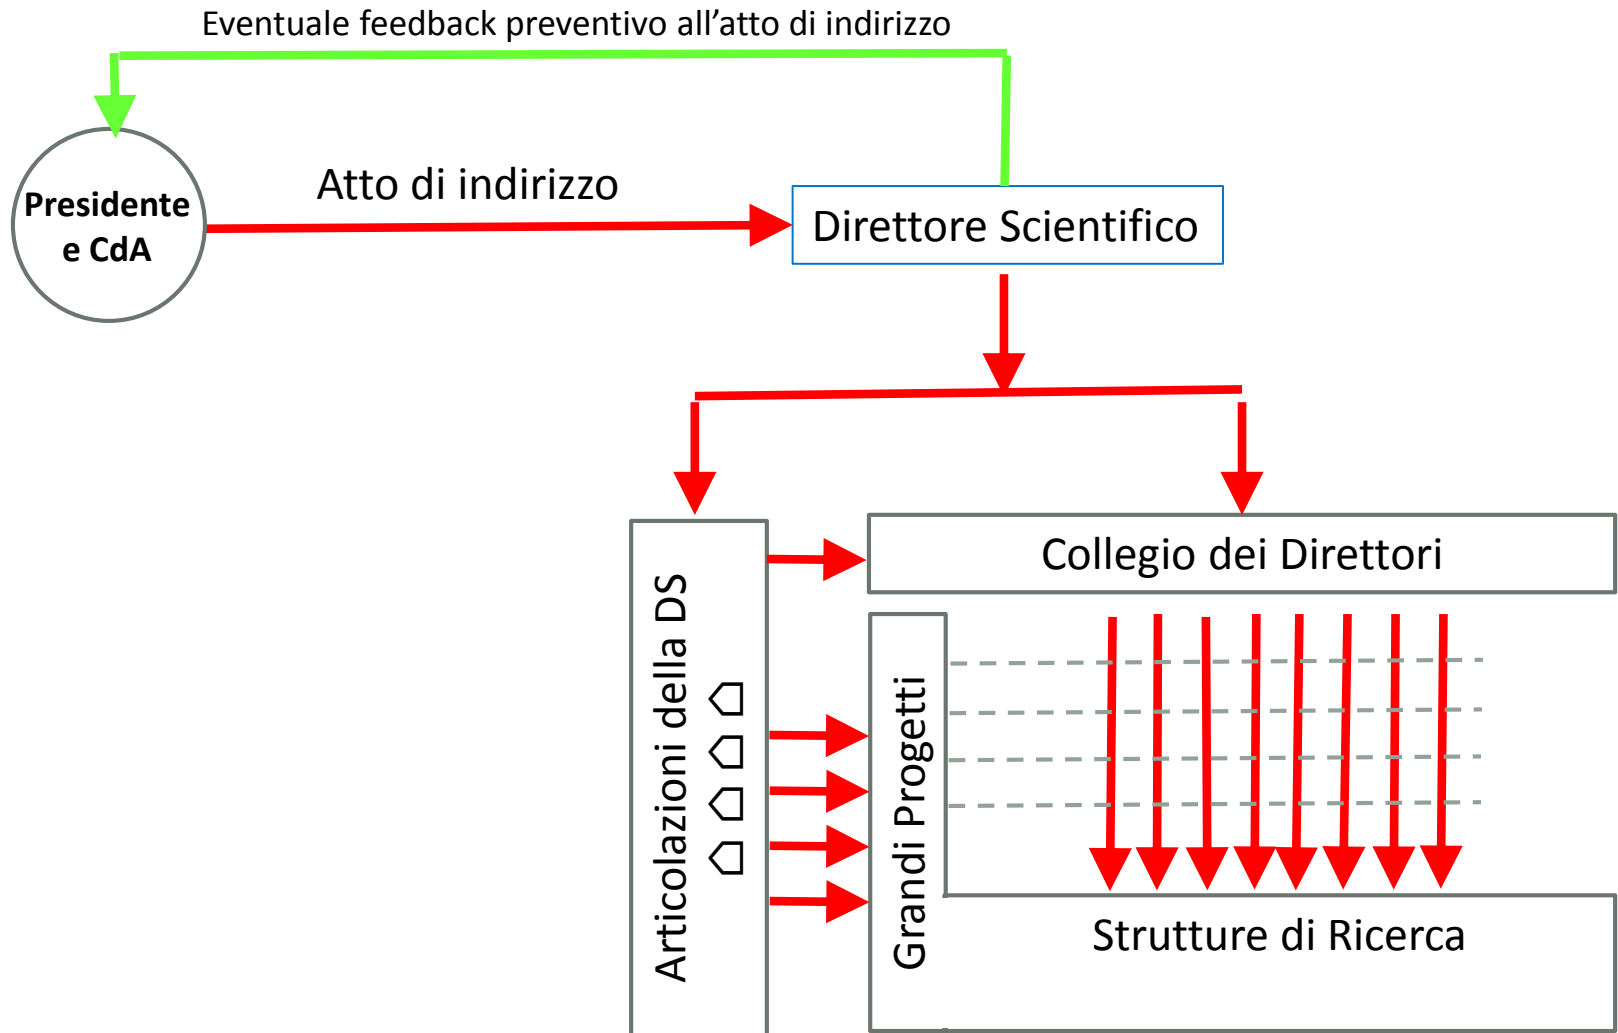 Eventuale feedback preventivo all’atto di indirizzo
Atto di indirizzo
Presidente
e CdA
Direttore Scientifico
Collegio dei Direttori
Articolazioni della DS
Grandi Progetti
Strutture di Ricerca